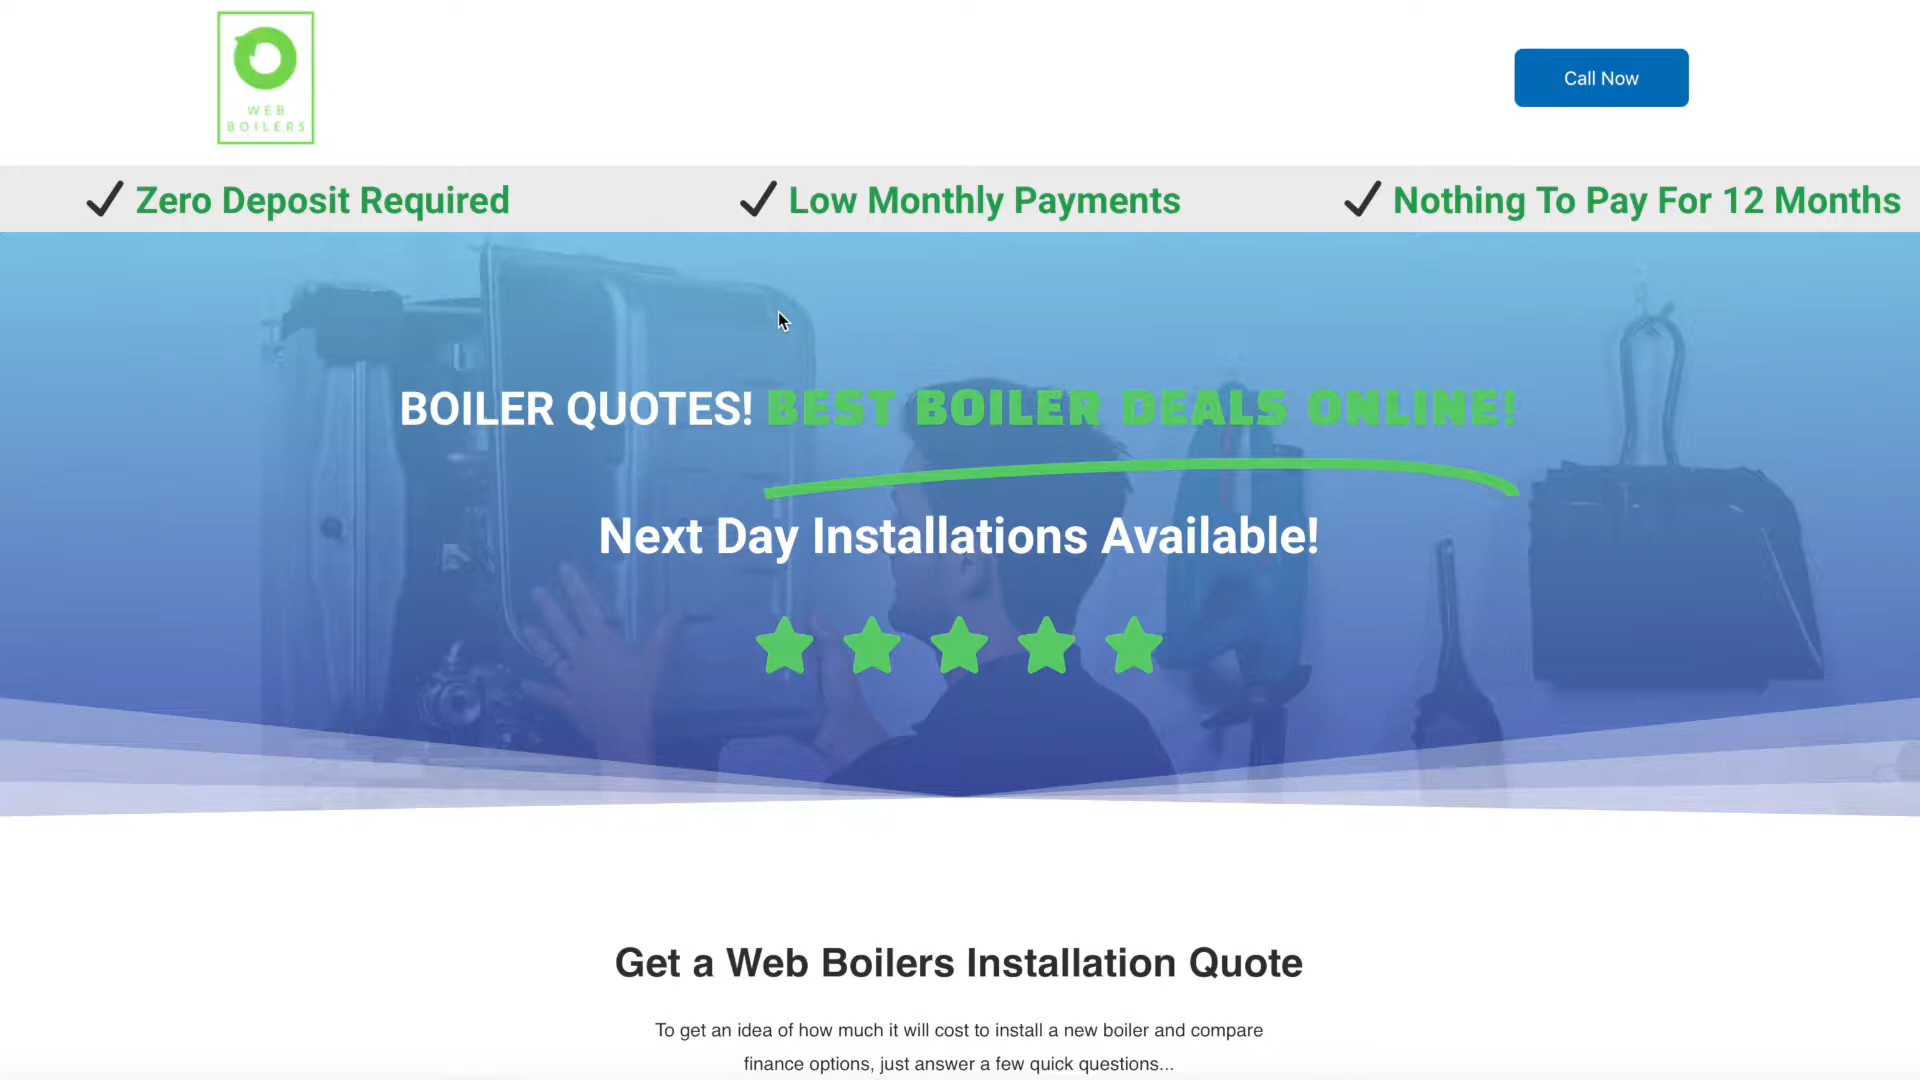 WEB
BOILERS
Call Now
Zero Deposit Required
Low Monthly Payments
Nothing To Pay For 12 Months
BOILER QUOTES! BEST BOILER DEALS ONLINE!
Next Day Installations Available!
Get a Web Boilers Installation Quote
To get an idea of how much it will cost to install a new boiler and compare
finance options, just answer a few quick questions...